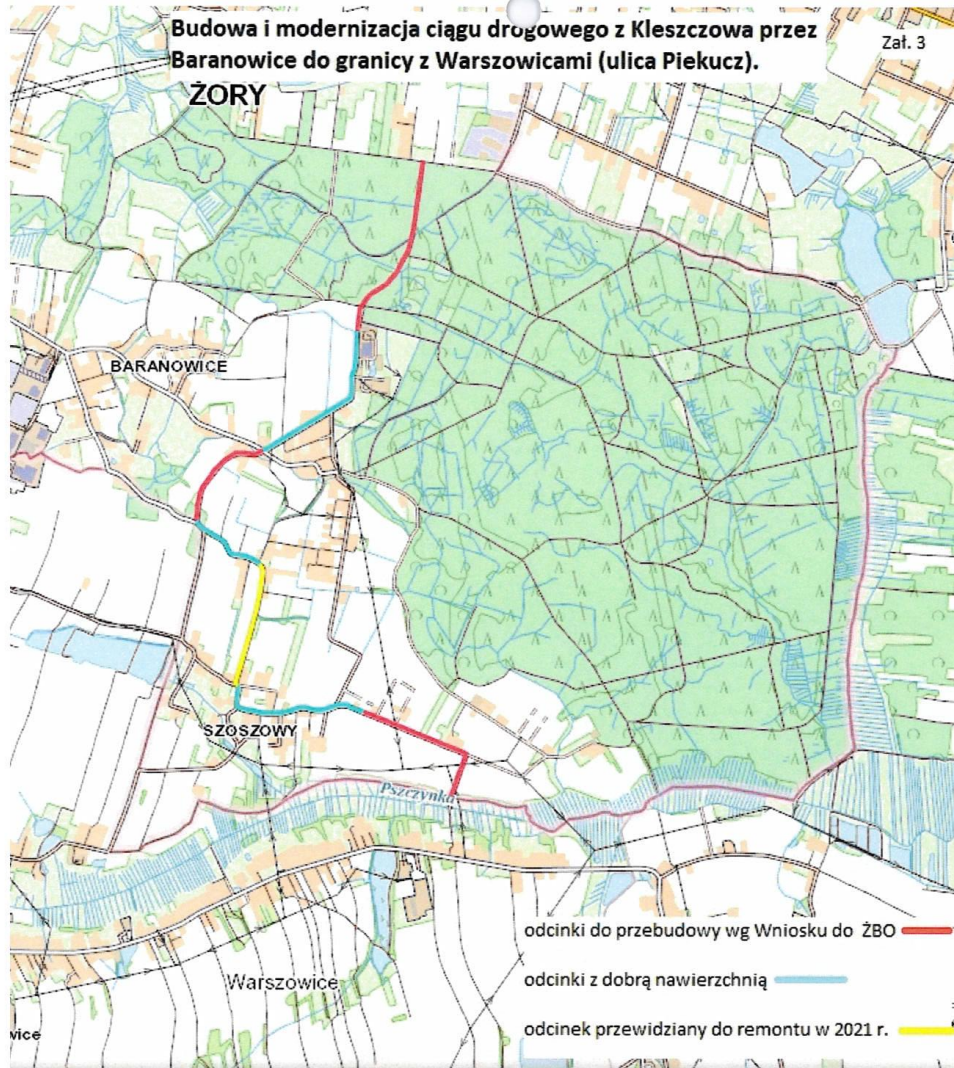 Budowa i modernizacja ciągu drogowego z Kleszczowa przez
Baranowice do granicy z Warszowicami (ulica Piekucz).
Zał. 3
ŻORY
BARANOWICE
SZOSZOWY
Pszczynka
Warszowice
wice
odcinki do przebudowy wg Wniosku do ŻBO
odcinki z dobrą nawierzchnią
odcinek przewidziany do remontu w 2021 r.